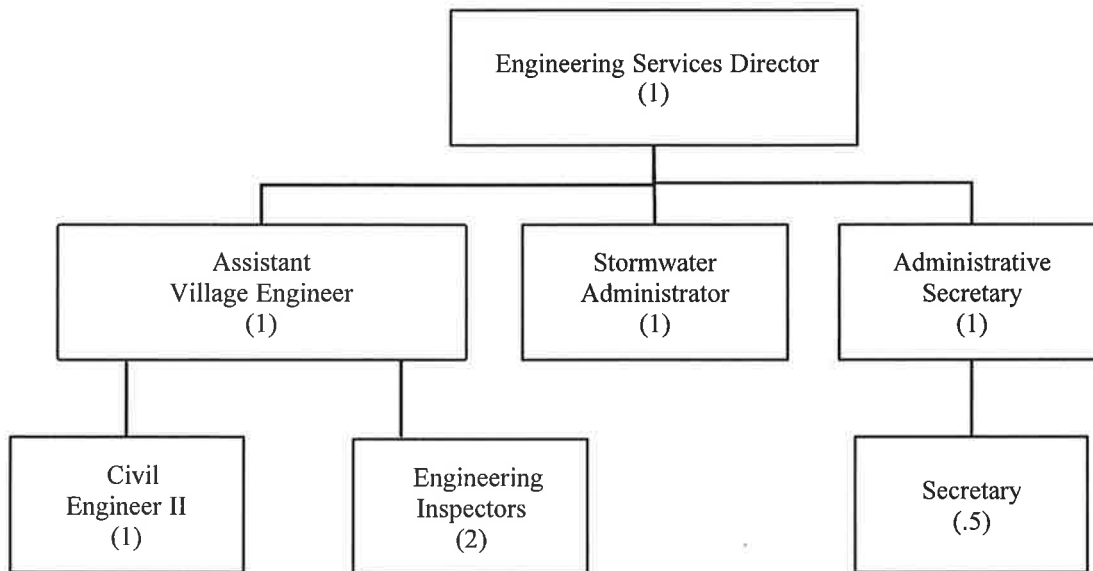 Engineering Services Director
(1)
Assistant
Village Engineer
(1)
Stormwater
Administrator
(1)
Administrative
Secretary
(1)
Civil
Engineer II
(1)
Engineering
Inspectors
(2)
Secretary
(.5)